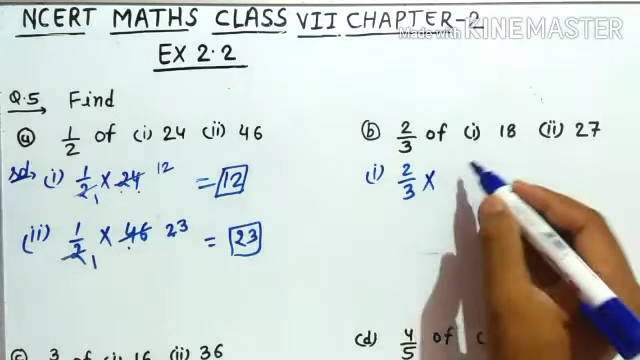 NCERT MATHS CLASS VII CHAPTER-2
Made with KINEMASTER
EX 2.2
Q.5 Find
(a) 1/2 of (i) 24 (ii) 46
Sol (i) 1/2 1 × 24 12 = 12
(ii) 1/2 1 × 46 23 = 23
(b) 2/3 of (i) 18 (ii) 27
(i) 2/3 ×
(c) 3 of (i) 16 (ii) 36
(d) 4/5 of (